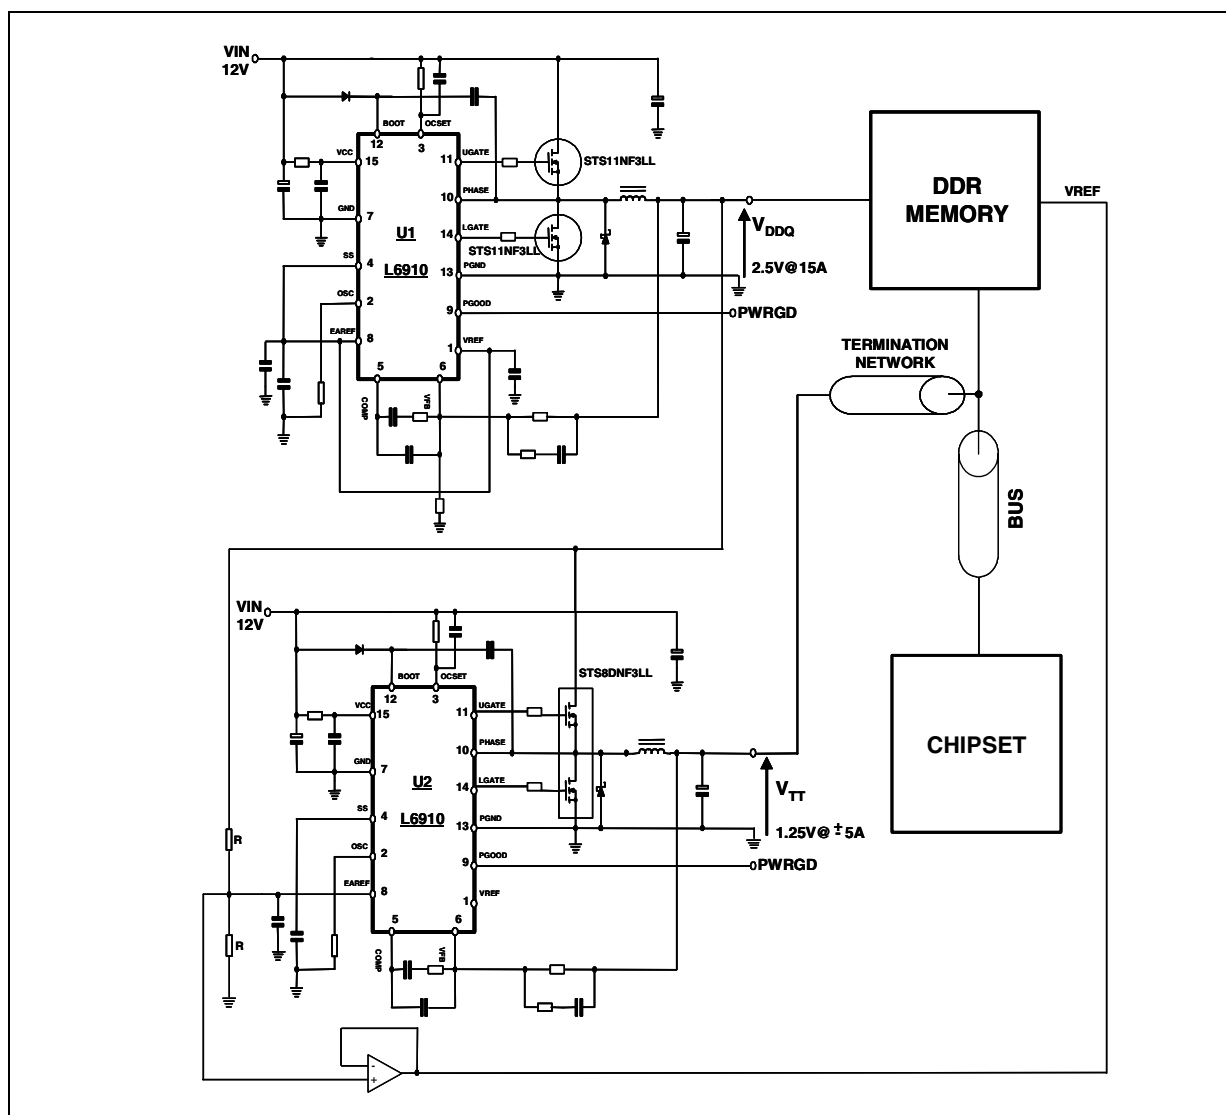 VIN
12V
BOOT
OCSET
12
3
VCC
15
11
UGATE
STS11NF3LL
DDR
MEMORY
VREF
GND
7
10
PHASE
U1
14
LGATE
STS11NF3LL
VDDQ
2.5V@15A
SS
4
L6910
13
PGND
OSC
2
9
PGOOD
PWRGD
EAREF
8
1
VREF
5
6
COMP
VFB
TERMINATION
NETWORK
BUS
VIN
12V
BOOT
OCSET
12
3
STS8DNF3LL
VCC
15
11
UGATE
10
PHASE
GND
7
U2
14
LGATE
CHIPSET
VTT
1.25V@ ± 5A
SS
4
L6910
13
PGND
R
OSC
2
9
PGOOD
PWRGD
EAREF
8
1
VREF
5
6
R
COMP
VFB
-
+